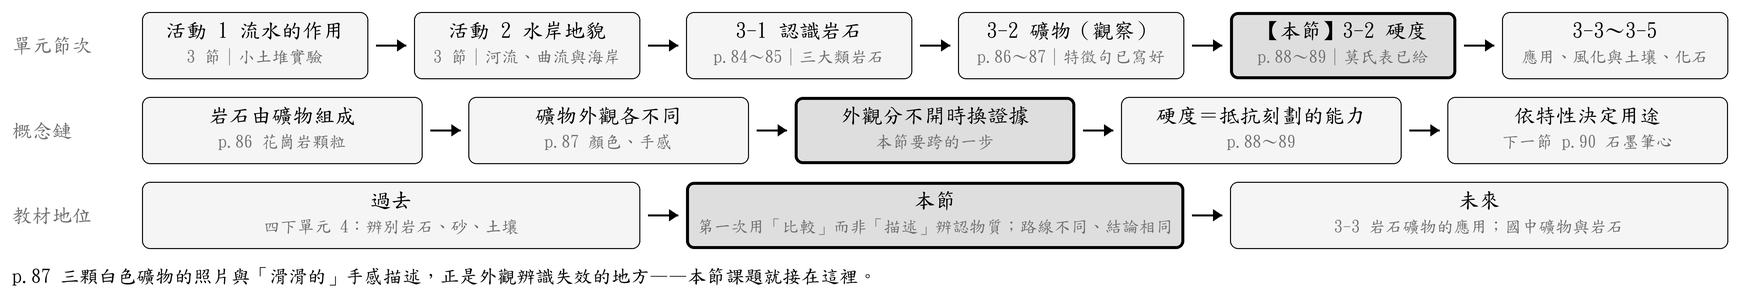 單元節次
活動 1 流水的作用
3 節｜小土堆實驗
活動 2 水岸地貌
3 節｜河流、曲流與海岸
3-1 認識岩石
p.84～85｜三大類岩石
3-2 礦物（觀察）
p.86～87｜特徵句已寫好
【本節】3-2 硬度
p.88～89｜莫氏表已給
3-3～3-5
應用、風化與土壤、化石
概念鏈
岩石由礦物組成
p.86 花崗岩顆粒
礦物外觀各不同
p.87 顏色、手感
外觀分不開時換證據
本節要跨的一步
硬度＝抵抗刻劃的能力
p.88～89
依特性決定用途
下一節 p.90 石墨筆心
教材地位
過去
四下單元 4：辨別岩石、砂、土壤
本節
第一次用「比較」而非「描述」辨認物質；路線不同、結論相同
未來
3-3 岩石礦物的應用；國中礦物與岩石
p.87 三顆白色礦物的照片與「滑滑的」手感描述，正是外觀辨識失效的地方——本節課題就接在這裡。